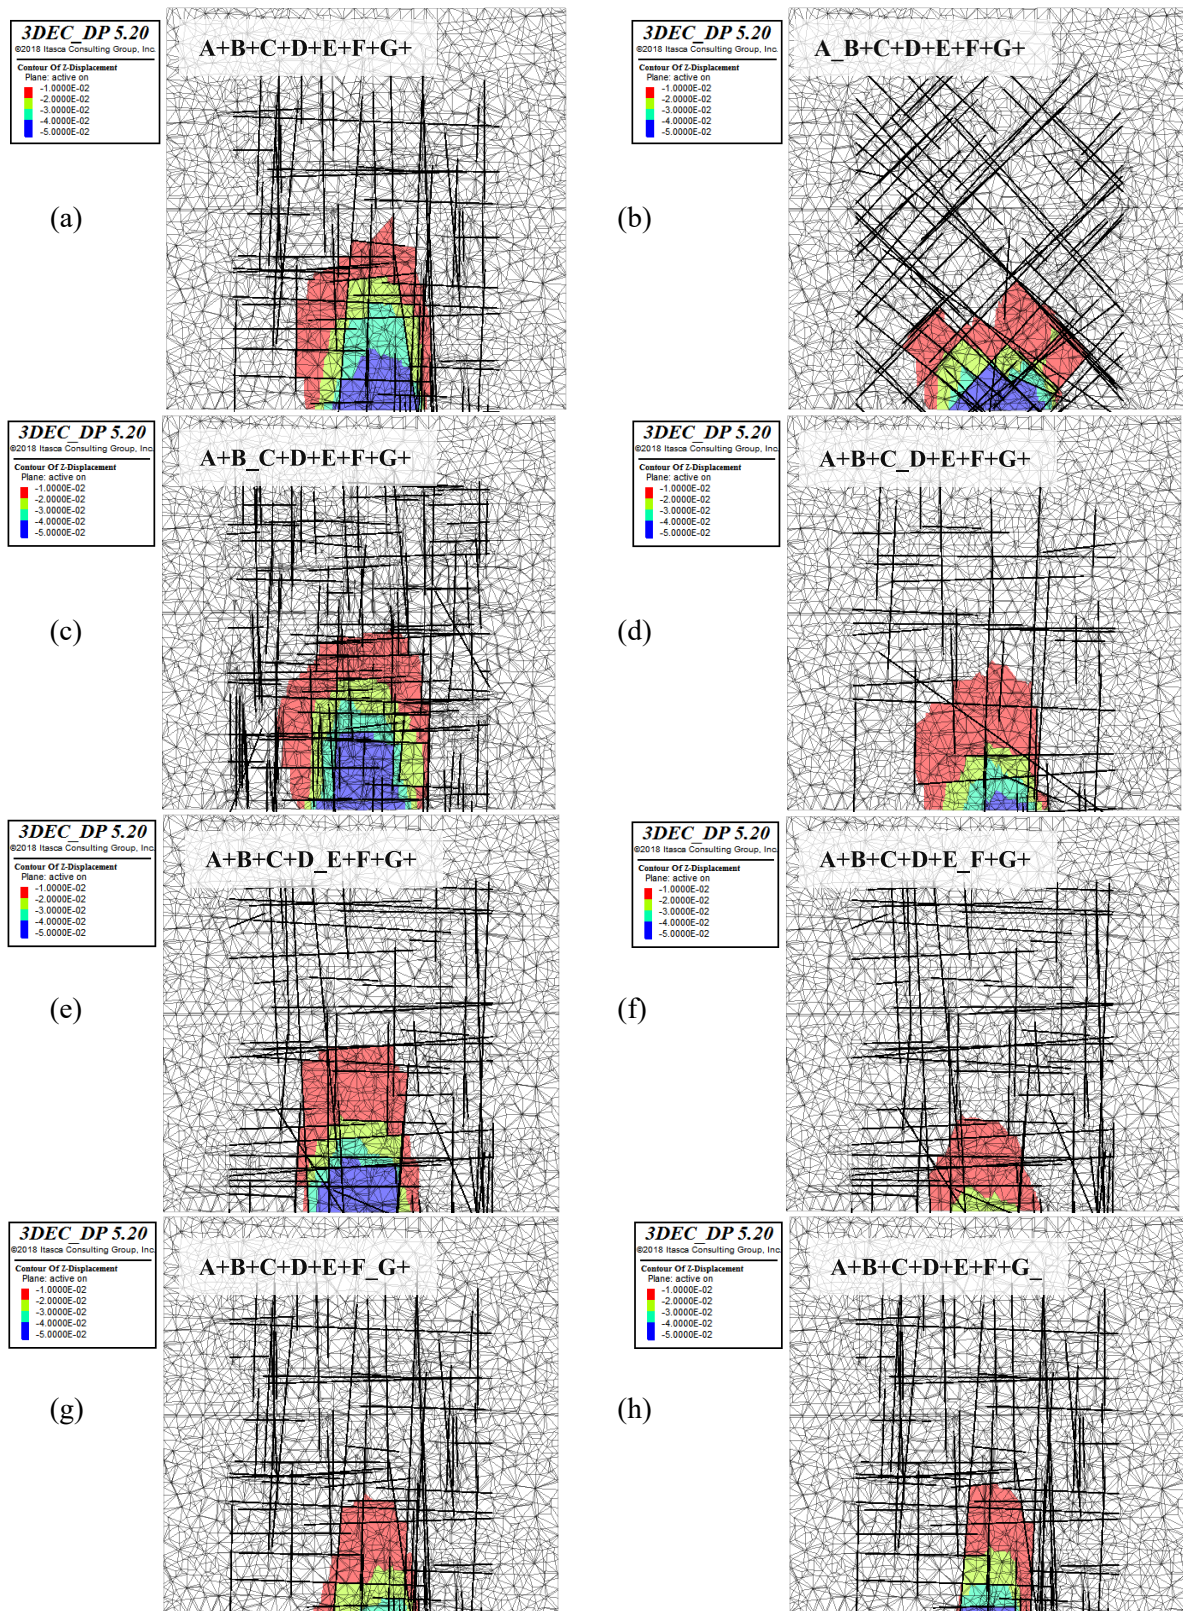 3DEC_DP 5.20
©2018 Itasca Consulting Group, Inc.
Contour Of Z-Displacement
Plane: active on
-1.0000E-02
-2.0000E-02
-3.0000E-02
-4.0000E-02
-5.0000E-02
A+B+C+D+E+F+G+
(a)
3DEC_DP 5.20
©2018 Itasca Consulting Group, Inc.
Contour Of Z-Displacement
Plane: active on
-1.0000E-02
-2.0000E-02
-3.0000E-02
-4.0000E-02
-5.0000E-02
A_B+C+D+E+F+G+
(b)
3DEC_DP 5.20
©2018 Itasca Consulting Group, Inc.
Contour Of Z-Displacement
Plane: active on
-1.0000E-02
-2.0000E-02
-3.0000E-02
-4.0000E-02
-5.0000E-02
A+B_C+D+E+F+G+
(c)
3DEC_DP 5.20
©2018 Itasca Consulting Group, Inc.
Contour Of Z-Displacement
Plane: active on
-1.0000E-02
-2.0000E-02
-3.0000E-02
-4.0000E-02
-5.0000E-02
A+B+C_D+E+F+G+
(d)
3DEC_DP 5.20
©2018 Itasca Consulting Group, Inc.
Contour Of Z-Displacement
Plane: active on
-1.0000E-02
-2.0000E-02
-3.0000E-02
-4.0000E-02
-5.0000E-02
A+B+C+D_E+F+G+
(e)
3DEC_DP 5.20
©2018 Itasca Consulting Group, Inc.
Contour Of Z-Displacement
Plane: active on
-1.0000E-02
-2.0000E-02
-3.0000E-02
-4.0000E-02
-5.0000E-02
A+B+C+D+E_F+G+
(f)
3DEC_DP 5.20
©2018 Itasca Consulting Group, Inc.
Contour Of Z-Displacement
Plane: active on
-1.0000E-02
-2.0000E-02
-3.0000E-02
-4.0000E-02
-5.0000E-02
A+B+C+D+E+F_G+
(g)
3DEC_DP 5.20
©2018 Itasca Consulting Group, Inc.
Contour Of Z-Displacement
Plane: active on
-1.0000E-02
-2.0000E-02
-3.0000E-02
-4.0000E-02
-5.0000E-02
A+B+C+D+E+F+G_
(h)